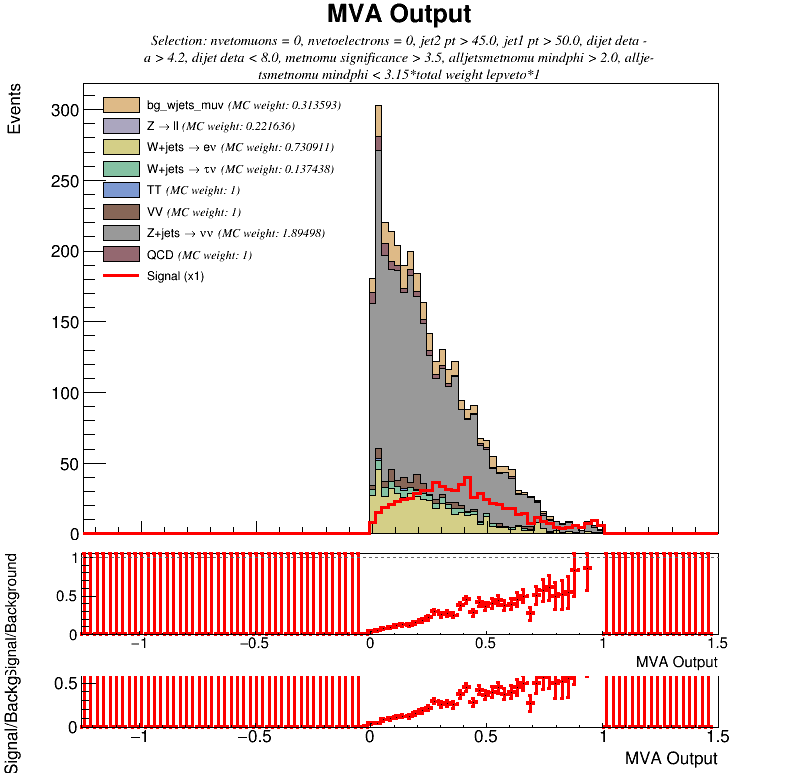 MVA Output
Selection: nvetomuons = 0, nvetoelectrons = 0, jet2 pt > 45.0, jet1 pt > 50.0, dijet deta -
a > 4.2, dijet deta < 8.0, metnomu significance > 3.5, alljetsmetnomu mindphi > 2.0, allje-
tsmetnomu mindphi < 3.15*total weight lepveto*1
Events
300
250
200
150
100
50
0
bg_wjets_muv (MC weight: 0.313593)
Z → ll (MC weight: 0.221636)
W+jets → eν (MC weight: 0.730911)
W+jets → τν (MC weight: 0.137438)
TT (MC weight: 1)
VV (MC weight: 1)
Z+jets → νν (MC weight: 1.89498)
QCD (MC weight: 1)
Signal (x1)
Signal/Background
1
0.5
0
−1 −0.5 0 0.5 1 1.5
MVA Output
Signal/Backg
0.5
0
−1 −0.5 0 0.5 1 1.5
MVA Output